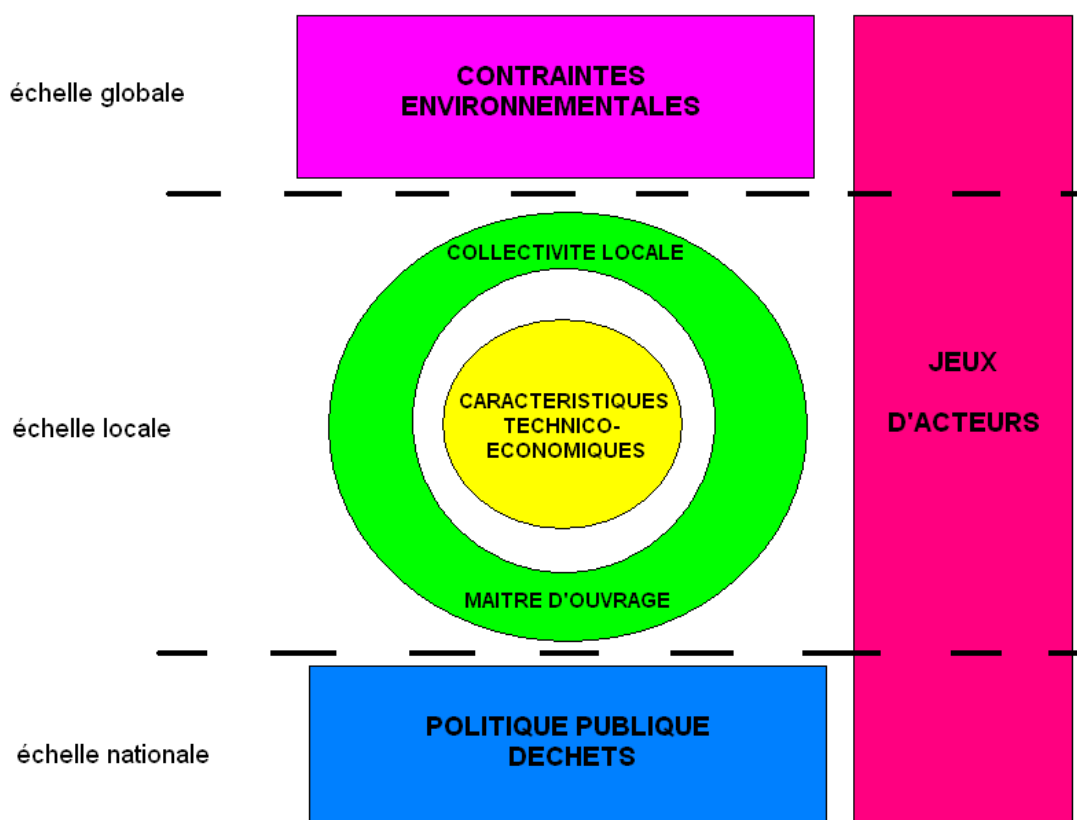 échelle globale
CONTRAINTES
ENVIRONNEMENTALES
COLLECTIVITE LOCALE
échelle locale
CARACTERISTIQUES
TECHNICO-
ECONOMIQUES
MAITRE D'OUVRAGE
JEUX
D'ACTEURS
échelle nationale
POLITIQUE PUBLIQUE
DECHETS